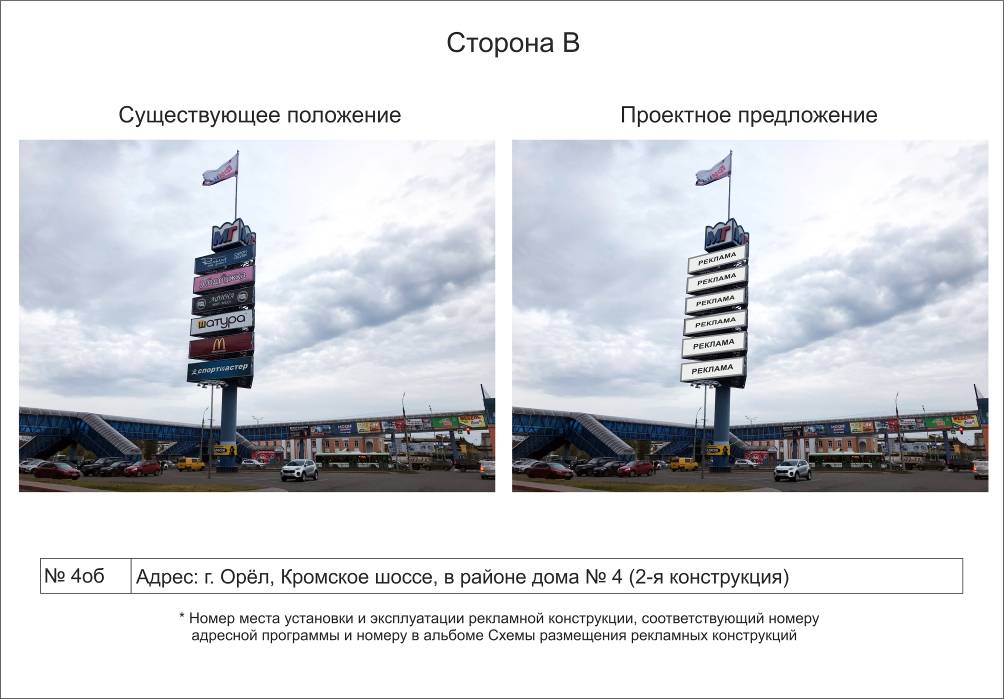 Сторона В
Существующее положение
Проектное предложение
МГ
шатура
спортмастер
МГ
РЕКЛАМА
РЕКЛАМА
РЕКЛАМА
РЕКЛАМА
РЕКЛАМА
РЕКЛАМА
№ 4об
Адрес: г. Орёл, Кромское шоссе, в районе дома № 4 (2-я конструкция)
* Номер места установки и эксплуатации рекламной конструкции, соответствующий номеру
адресной программы и номеру в альбоме Схемы размещения рекламных конструкций